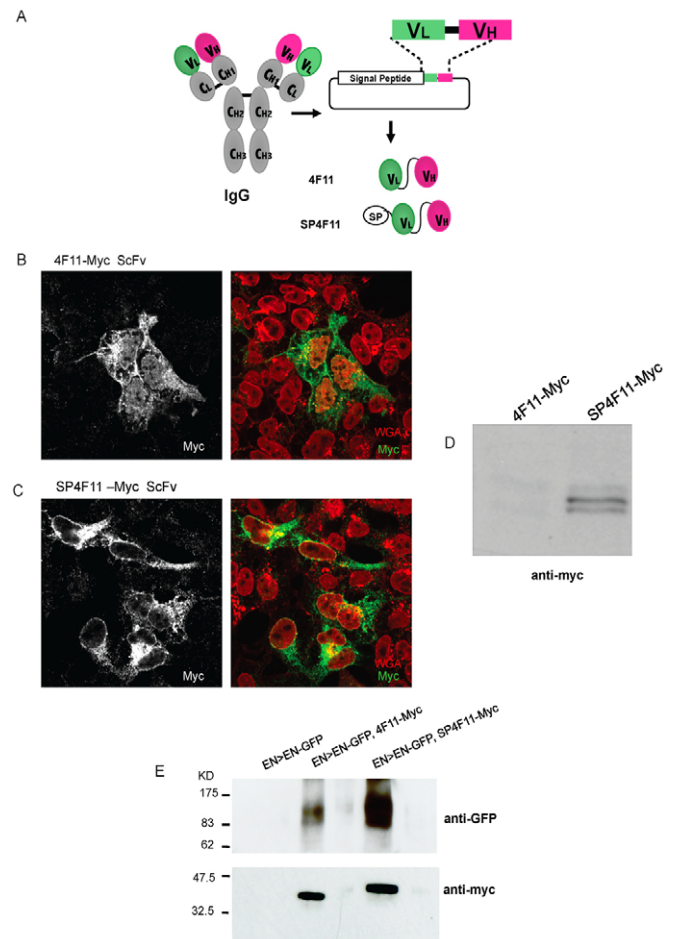 A
VL VH
VL VH VH VL
CL CH1 CH1 CL
Signal Peptide
CH2 CH2
CH3 CH3
IgG
4F11
VL VH
SP4F11
SP VL VH
B
4F11-Myc ScFv
Myc
WGA
Myc
C
SP4F11 –Myc ScFv
Myc
WGA
Myc
D
4F11-Myc
SP4F11-Myc
anti-myc
E
EN>EN-GFP
EN>EN-GFP, 4F11-Myc
EN>EN-GFP, SP4F11-Myc
KD
175
83
62
anti-GFP
47.5
32.5
anti-myc